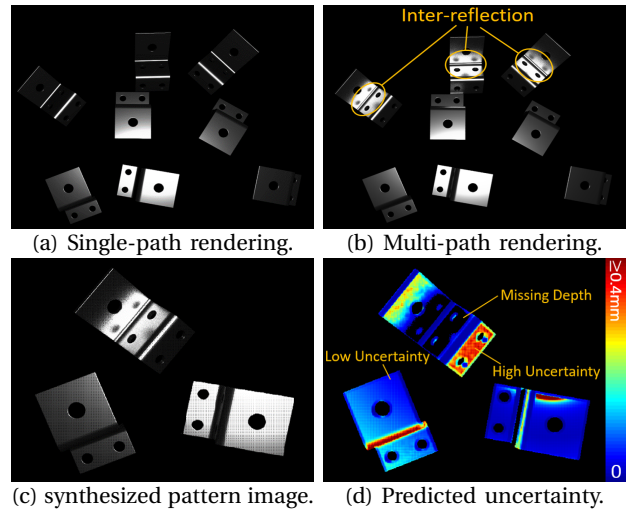 Inter-reflection
(a) Single-path rendering.
(b) Multi-path rendering.
Missing Depth
Low Uncertainty
High Uncertainty
≥0.4mm
0
(c) synthesized pattern image.
(d) Predicted uncertainty.